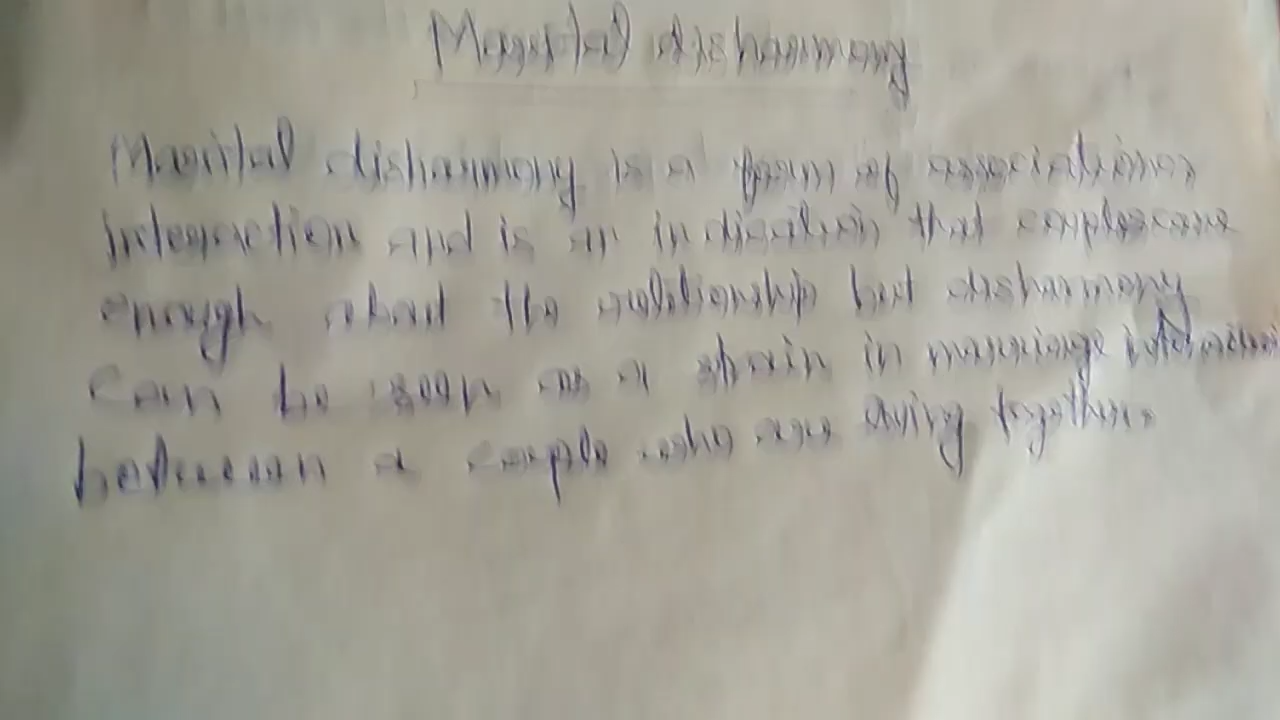 Marital disharmony
Marital disharmony is a form of
interaction and is an indication that couples care
enough about the relationship but disharmony
can be seen as a strain in marriage interaction
between a couple who are living together.